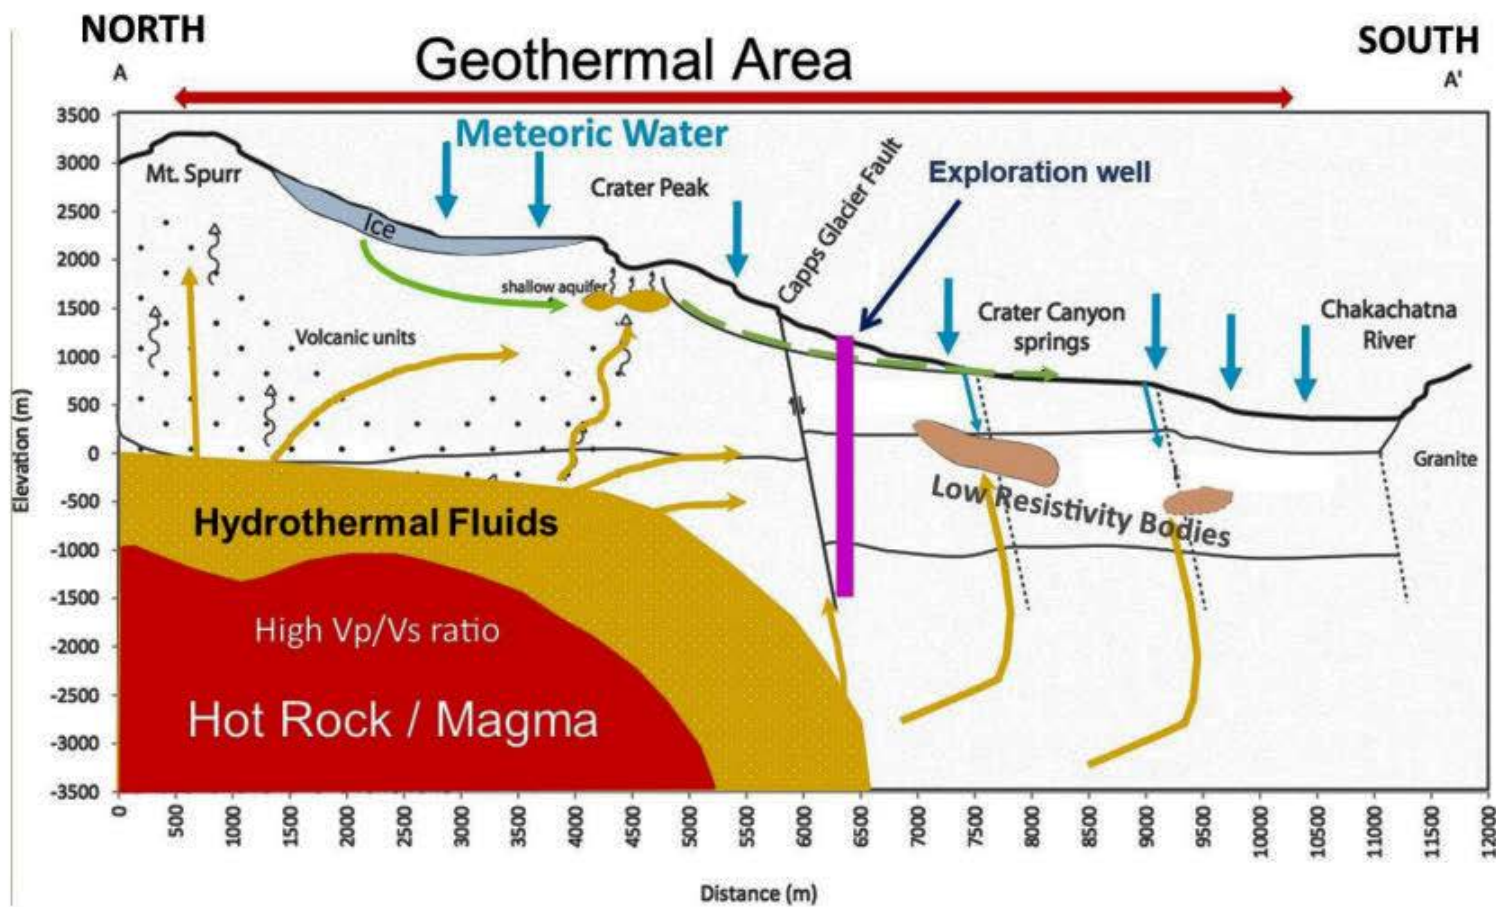 NORTH
SOUTH
Geothermal Area
A
A'
Meteoric Water
Mt. Spurr
Ice
Crater Peak
Capps Glacier Fault
Exploration well
shallow aquifer
Volcanic units
Crater Canyon
springs
Chakachatna
River
Granite
Low Resistivity Bodies
Hydrothermal Fluids
High Vp/Vs ratio
Hot Rock / Magma
Elevation (m)
3500
3000
2500
2000
1500
1000
500
0
-500
-1000
-1500
-2000
-2500
-3000
-3500
0
500
1000
1500
2000
2500
3000
3500
4000
4500
5000
5500
6000
6500
7000
7500
8000
8500
9000
9500
10000
10500
11000
11500
12000
Distance (m)